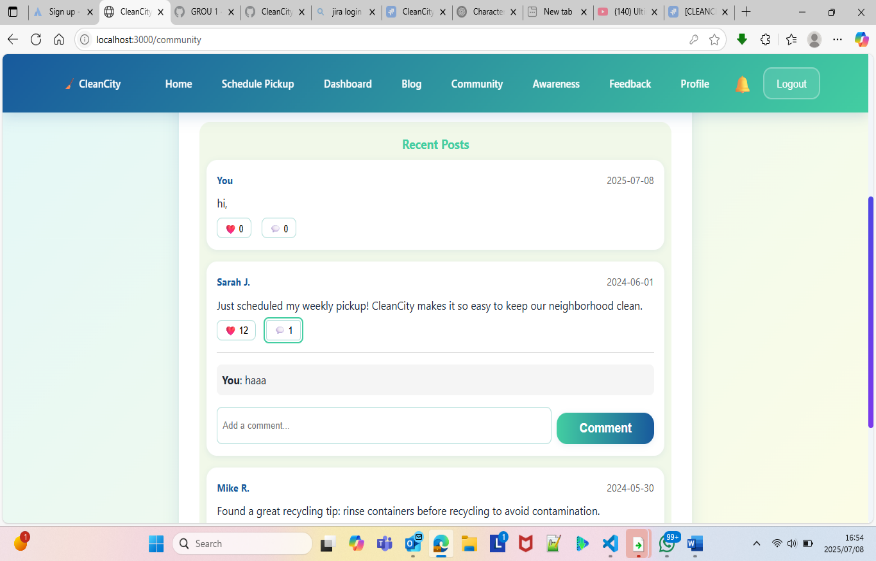 Sign up -
CleanCity
GROU 1
CleanCity
jira login
CleanCity
Characte
New tab
(140) Ult
[CLEANC
localhost:3000/community
CleanCity Home Schedule Pickup Dashboard Blog Community Awareness Feedback Profile Logout
Recent Posts
You 2025-07-08
hi,
0 0
Sarah J. 2024-06-01
Just scheduled my weekly pickup! CleanCity makes it so easy to keep our neighborhood clean.
12 1
You: haaa
Add a comment... Comment
Mike R. 2024-05-30
Found a great recycling tip: rinse containers before recycling to avoid contamination.
1 Search L 1 99+ W 16:54
2025/07/08